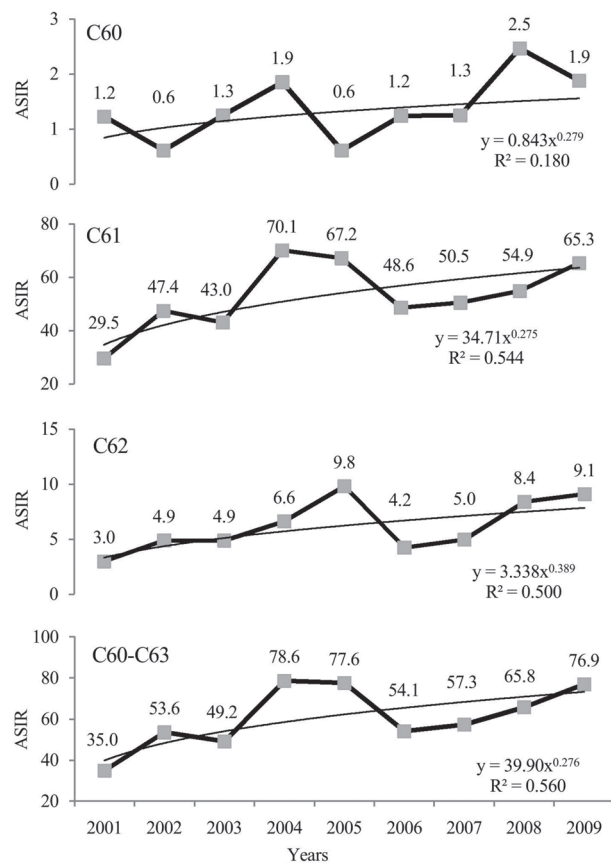 C60
ASIR
3
2
1
0
1.2 0.6 1.3 1.9 0.6 1.2 1.3 2.5 1.9
y = 0.843x^0.279
R² = 0.180
C61
ASIR
80
60
40
20
29.5 47.4 43.0 70.1 67.2 48.6 50.5 54.9 65.3
y = 34.71x^0.275
R² = 0.544
C62
ASIR
15
10
5
0
3.0 4.9 4.9 6.6 9.8 4.2 5.0 8.4 9.1
y = 3.338x^0.389
R² = 0.500
C60-C63
ASIR
100
80
60
40
20
35.0 53.6 49.2 78.6 77.6 54.1 57.3 65.8 76.9
y = 39.90x^0.276
R² = 0.560
2001 2002 2003 2004 2005 2006 2007 2008 2009
Years